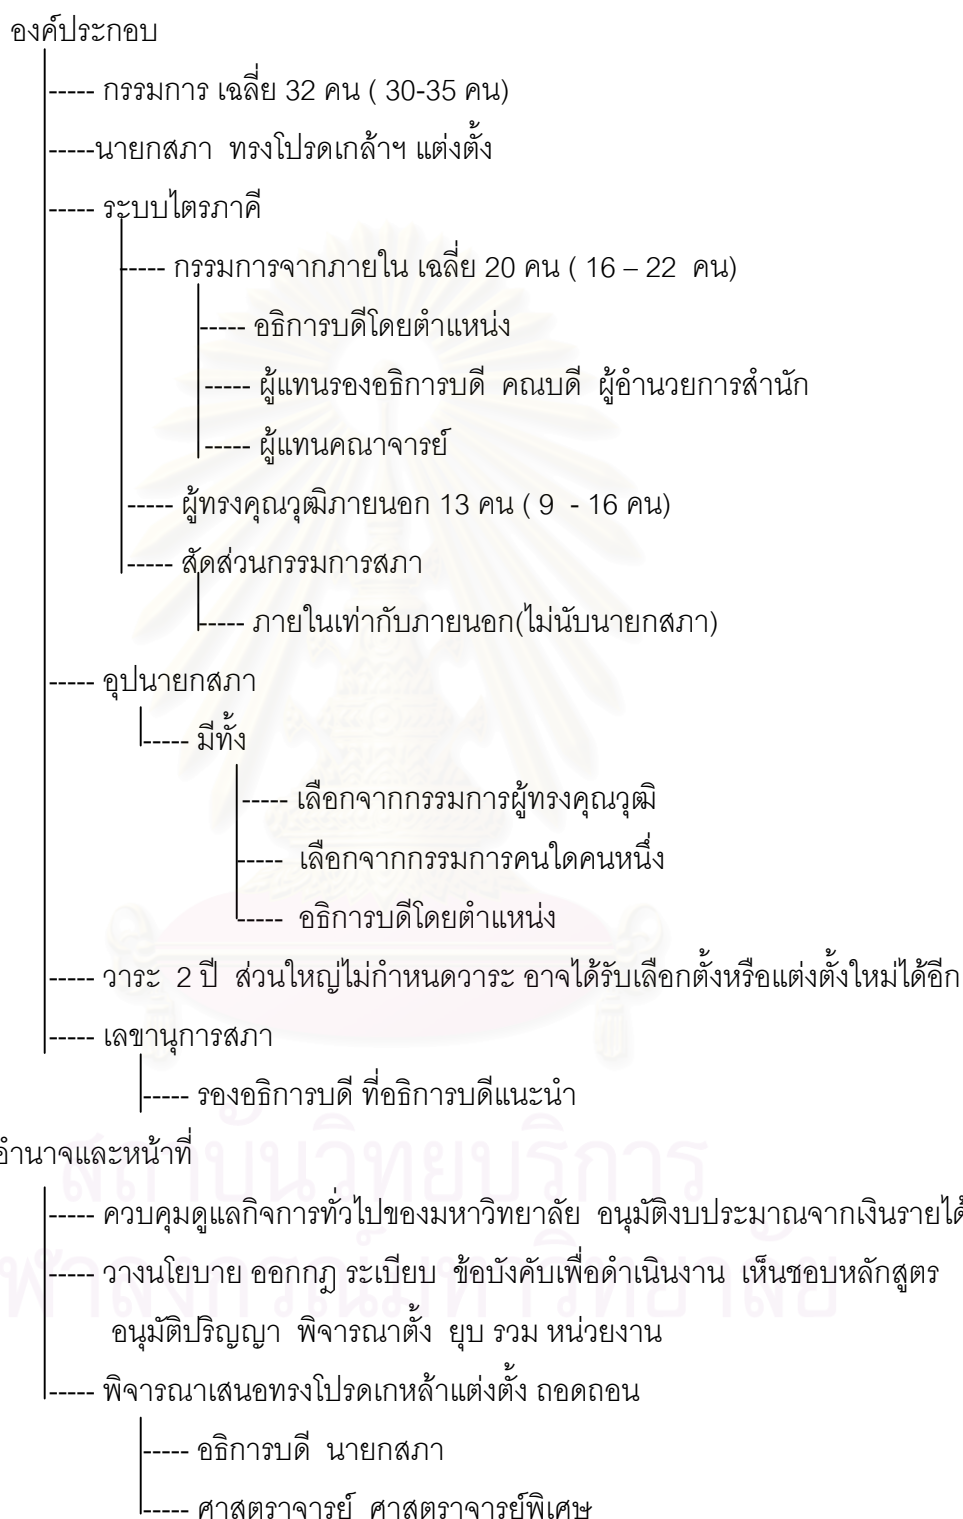 องค์ประกอบ
----- กรรมการ เฉลี่ย 32 คน ( 30-35 คน)
-----นายกสภา ทรงโปรดเกล้าฯ แต่งตั้ง
----- ระบบไตรภาคี
----- กรรมการจากภายใน เฉลี่ย 20 คน ( 16 – 22 คน)
----- อธิการบดีโดยตำแหน่ง
----- ผู้แทนรองอธิการบดี คณบดี ผู้อำนวยการสำนัก
----- ผู้แทนคณาจารย์
----- ผู้ทรงคุณวุฒิภายนอก 13 คน ( 9 - 16 คน)
----- สัดส่วนกรรมการสภา
----- ภายในเท่ากับภายนอก(ไม่นับนายกสภา)
----- อุปนายกสภา
----- มีทั้ง
----- เลือกจากกรรมการผู้ทรงคุณวุฒิ
----- เลือกจากกรรมการคนใดคนหนึ่ง
----- อธิการบดีโดยตำแหน่ง
----- วาระ 2 ปี ส่วนใหญ่ไม่กำหนดวาระ อาจได้รับเลือกตั้งหรือแต่งตั้งใหม่ได้อีก
----- เลขานุการสภา
----- รองอธิการบดี ที่อธิการบดีแนะนำ
อำนาจและหน้าที่
----- ควบคุมดูแลกิจการทั่วไปของมหาวิทยาลัย อนุมัติงบประมาณจากเงินรายได้
----- วางนโยบาย ออกกฎ ระเบียบ ข้อบังคับเพื่อดำเนินงาน เห็นชอบหลักสูตร
อนุมัติปริญญา พิจารณาตั้ง ยุบ รวม หน่วยงาน
----- พิจารณาเสนอทรงโปรดเกหล้าแต่งตั้ง ถอดถอน
----- อธิการบดี นายกสภา
----- ศาสตราจารย์ ศาสตราจารย์พิเศษ
สถาบันวิทยบริการ
ฬาลงกรณ์มหาวิทยาลัย